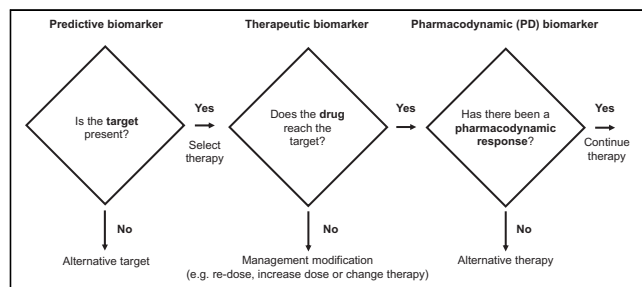 Predictive biomarker
Therapeutic biomarker
Pharmacodynamic (PD) biomarker
Is the target
present?
Yes
Select
therapy
Does the drug
reach the
target?
Yes
Has there been a
pharmacodynamic
response?
Yes
Continue
therapy
No
Alternative target
No
Management modification
(e.g. re-dose, increase dose or change therapy)
No
Alternative therapy